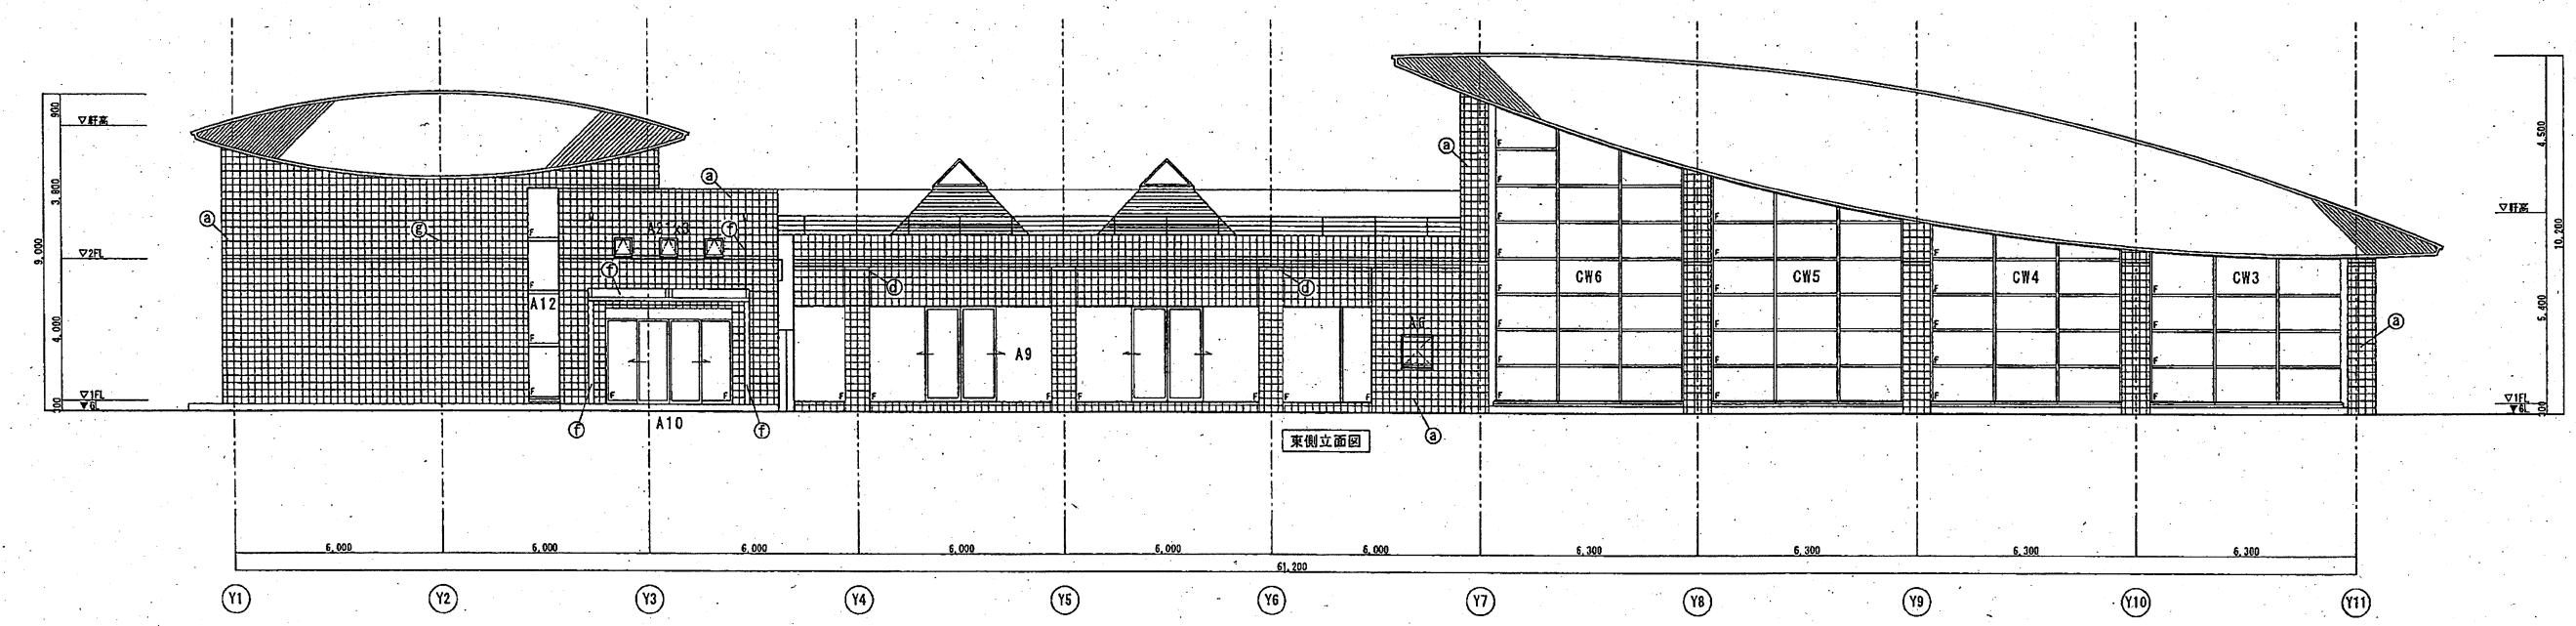 900
▽軒高
3,800
▽2FL
9,000
4,000
▽1FL
▼GL
ⓐ
ⓖ
ⓐ
A21x3
ⓕ
ⓕ
A12
A10
ⓕ
ⓕ
ⓓ
ⓓ
A9
A6
ⓐ
ⓐ
F
CW6
CW5
CW4
CW3
ⓐ
4,500
▽軒高
10,200
5,400
▽1FL
▼GL
東側立面図
6,000 6,000 6,000 6,000 6,000 6,000 6,300 6,300 6,300 6,300
61,200
Y1 Y2 Y3 Y4 Y5 Y6 Y7 Y8 Y9 Y10 Y11